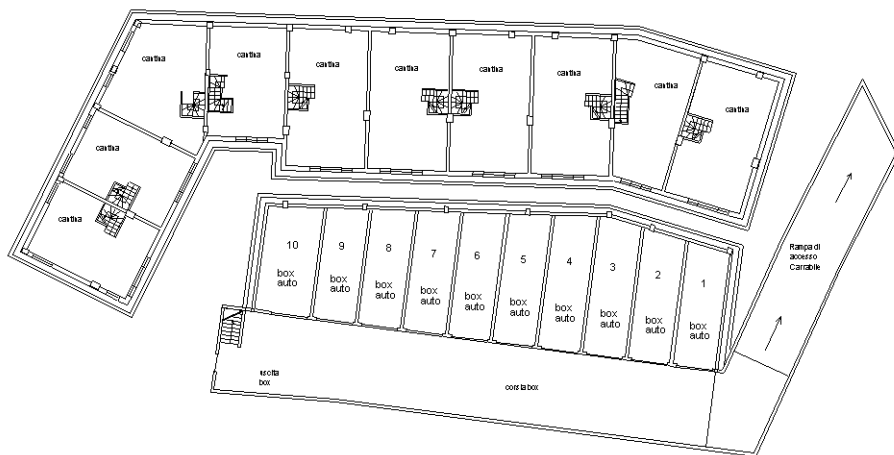 cantina
cantina
cantina
cantina
cantina
cantina
cantina
cantina
cantina
cantina
10
box
auto
9
box
auto
8
box
auto
7
box
auto
6
box
auto
5
box
auto
4
box
auto
3
box
auto
2
box
auto
1
box
auto
Rampa di
accesso
Carrabile
uscita
box
corsia box